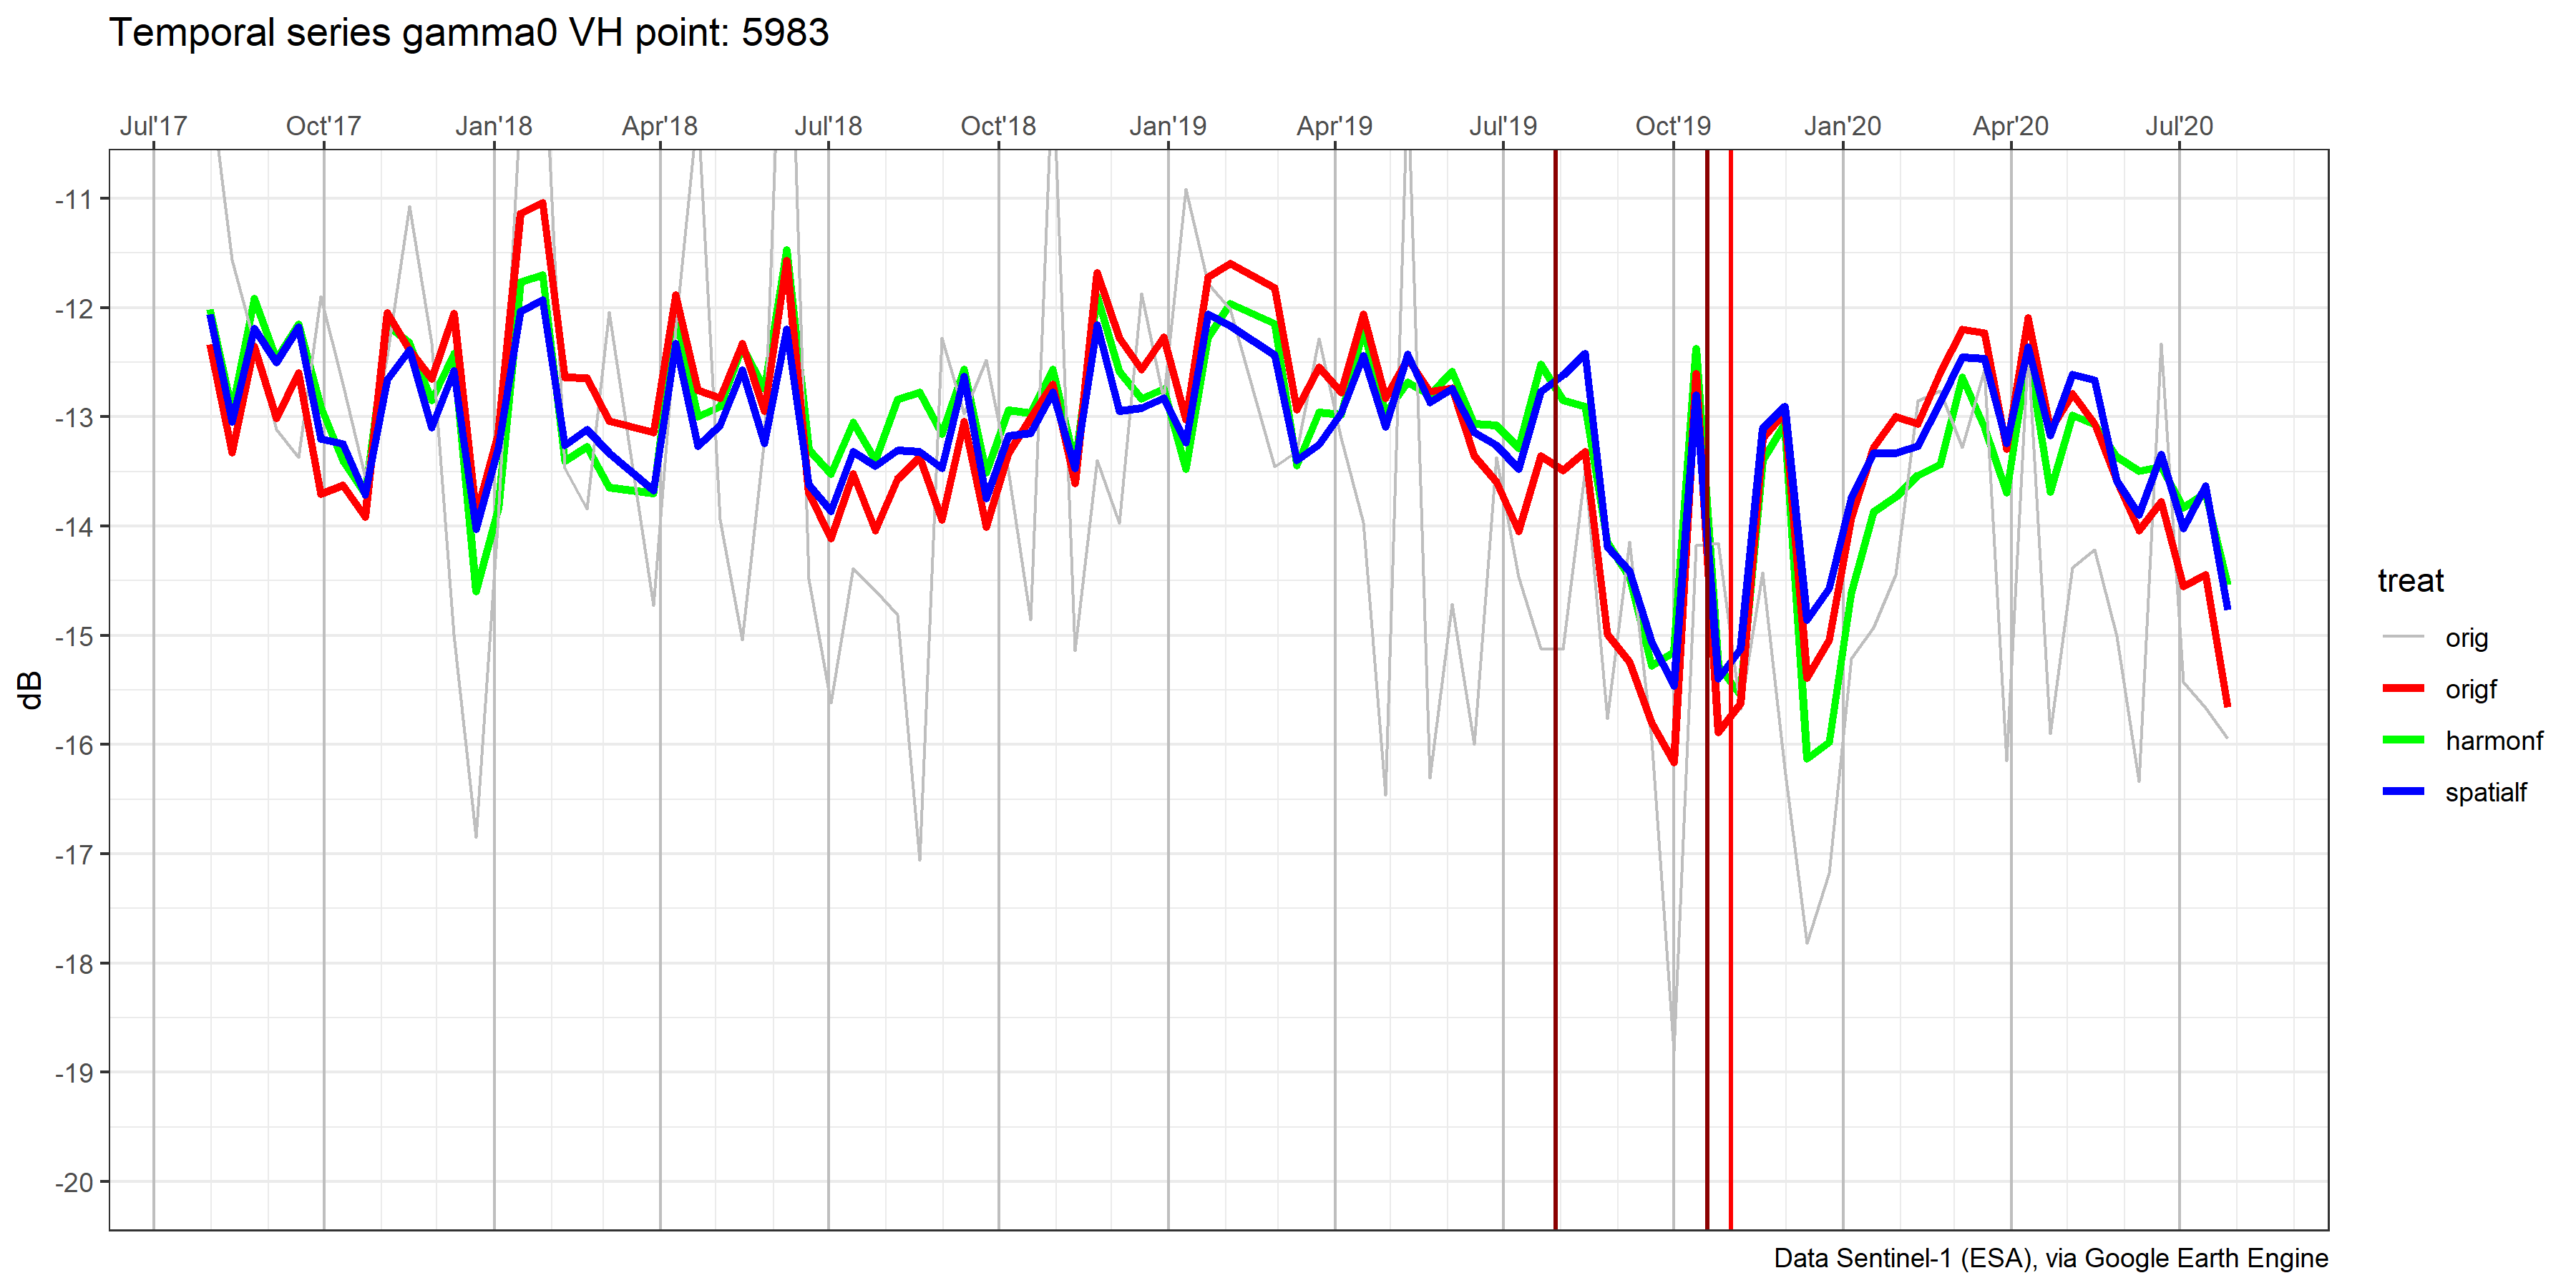 Temporal series gamma0 VH point: 5983
Jul'17 Oct'17 Jan'18 Apr'18 Jul'18 Oct'18 Jan'19 Apr'19 Jul'19 Oct'19 Jan'20 Apr'20 Jul'20
-11
-12
-13
-14
-15
-16
-17
-18
-19
-20
dB
treat
orig
origf
harmonf
spatialf
Data Sentinel-1 (ESA), via Google Earth Engine